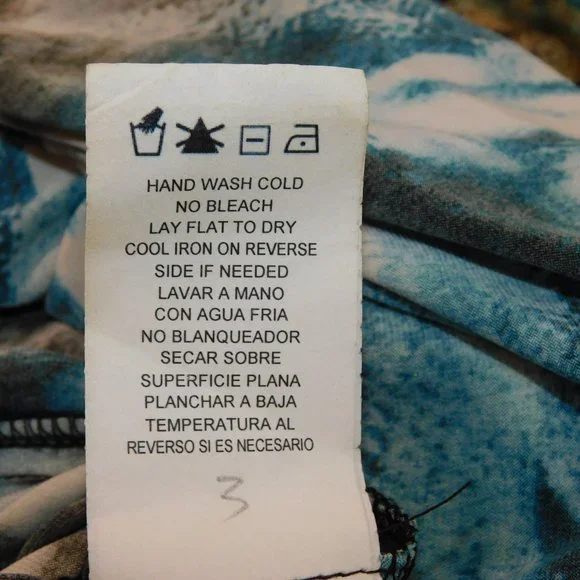 HAND WASH COLD
NO BLEACH
LAY FLAT TO DRY
COOL IRON ON REVERSE
SIDE IF NEEDED
LAVAR A MANO
CON AGUA FRIA
NO BLANQUEADOR
SECAR SOBRE
SUPERFICIE PLANA
PLANCHAR A BAJA
TEMPERATURA AL
REVERSO SI ES NECESARIO
3